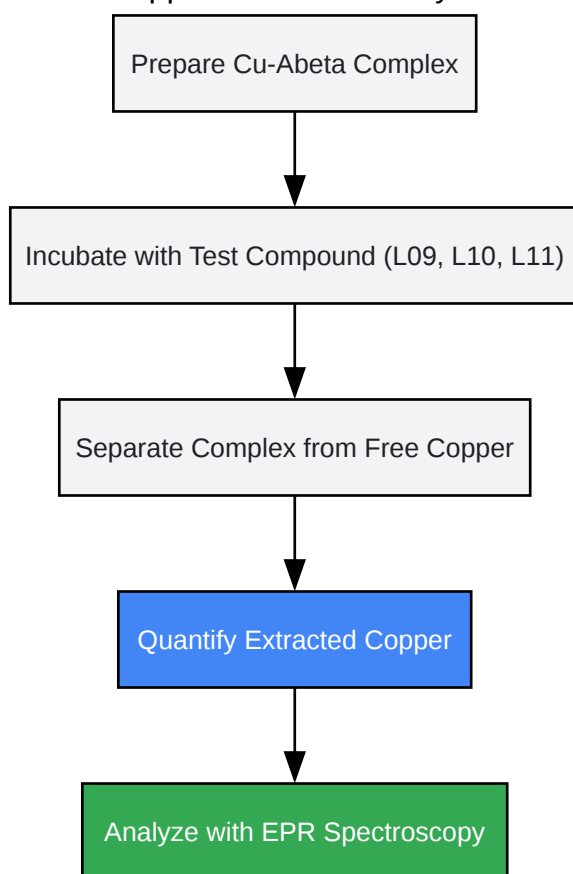 Prepare Cu-Abeta Complex
Incubate with Test Compound (L09, L10, L11)
Separate Complex from Free Copper
Quantify Extracted Copper
Analyze with EPR Spectroscopy